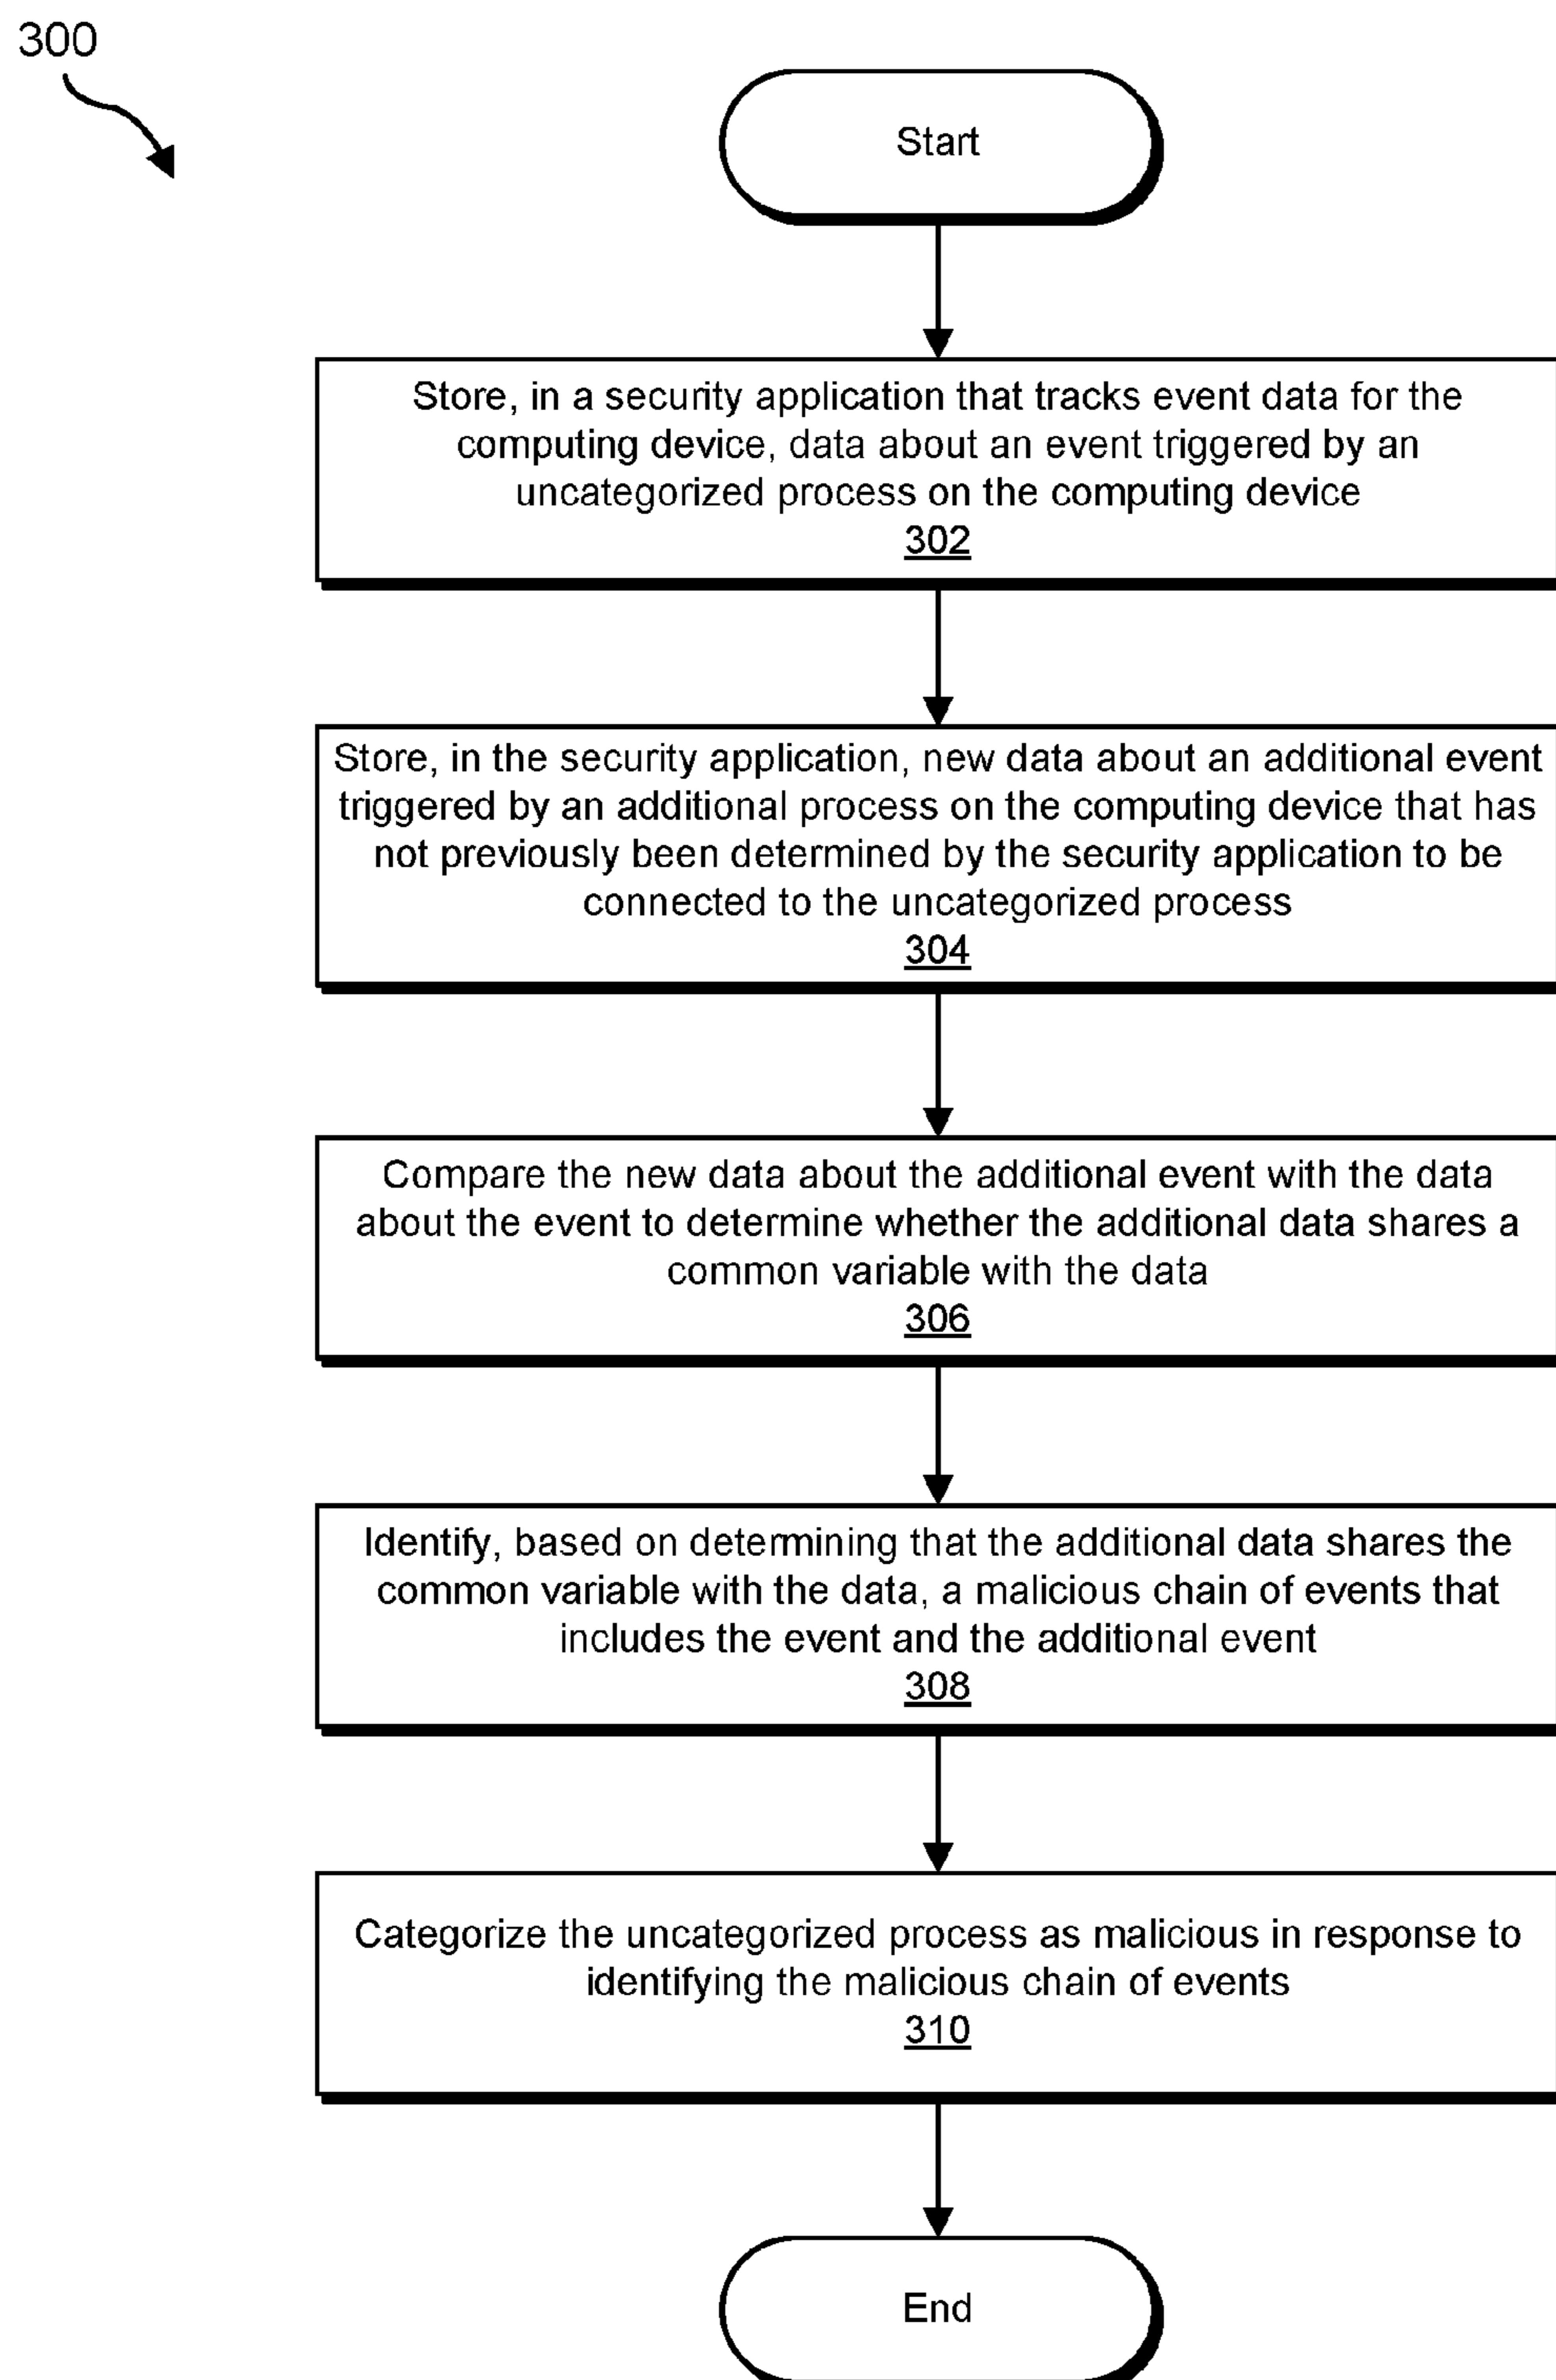 300
Start
Store, in a security application that tracks event data for the
computing device, data about an event triggered by an
uncategorized process on the computing device
302
Store, in the security application, new data about an additional event
triggered by an additional process on the computing device that has
not previously been determined by the security application to be
connected to the uncategorized process
304
Compare the new data about the additional event with the data
about the event to determine whether the additional data shares a
common variable with the data
306
Identify, based on determining that the additional data shares the
common variable with the data, a malicious chain of events that
includes the event and the additional event
308
Categorize the uncategorized process as malicious in response to
identifying the malicious chain of events
310
End